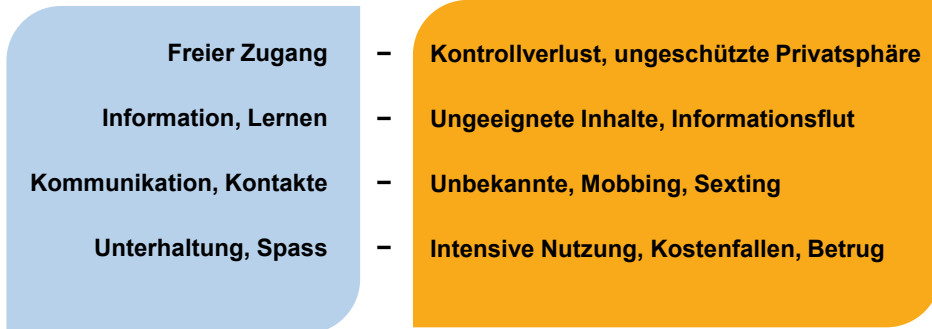 Freier Zugang – Kontrollverlust, ungeschützte Privatsphäre
Information, Lernen – Ungeeignete Inhalte, Informationsflut
Kommunikation, Kontakte – Unbekannte, Mobbing, Sexting
Unterhaltung, Spass – Intensive Nutzung, Kostenfallen, Betrug